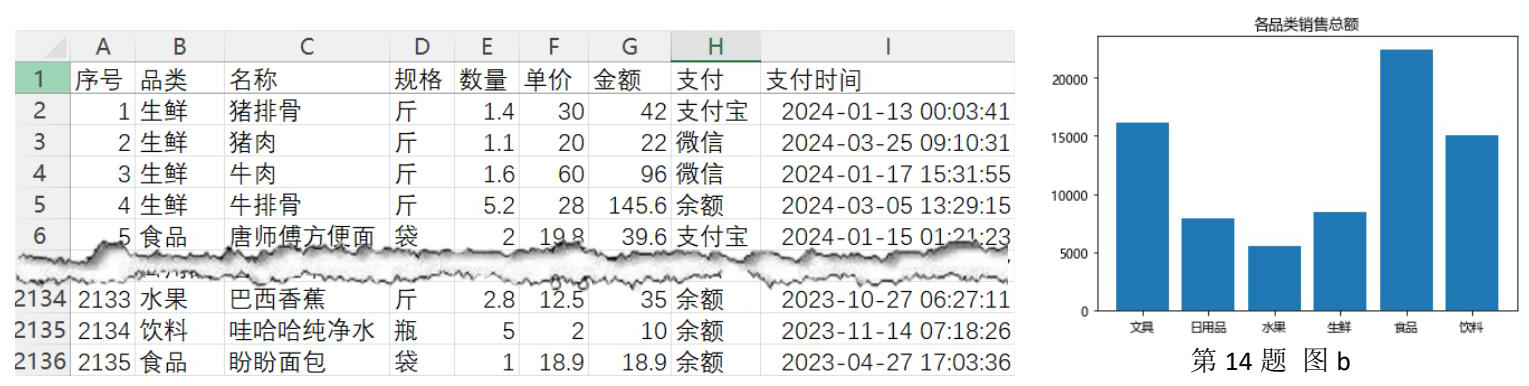 A B C D E F G H I
1 序号 品类 名称 规格 数量 单价 金额 支付 支付时间
2 1 生鲜 猪排骨 斤 1.4 30 42 支付宝 2024-01-13 00:03:41
3 2 生鲜 猪肉 斤 1.1 20 22 微信 2024-03-25 09:10:31
4 3 生鲜 牛肉 斤 1.6 60 96 微信 2024-01-17 15:31:55
5 4 生鲜 牛排骨 斤 5.2 28 145.6 余额 2024-03-05 13:29:15
6 5 食品 唐师傅方便面 袋 2 19.8 39.6 支付宝 2024-01-15 01:21:23
2134 2133 水果 巴西香蕉 斤 2.8 12.5 35 余额 2023-10-27 06:27:11
2135 2134 饮料 哇哈哈纯净水 瓶 5 2 10 余额 2023-11-14 07:18:26
2136 2135 食品 盼盼面包 袋 1 18.9 18.9 余额 2023-04-27 17:03:36
各品类销售总额
20000
15000
10000
5000
0
文具 日用品 水果 生鲜 食品 饮料
第 14 题 图 b